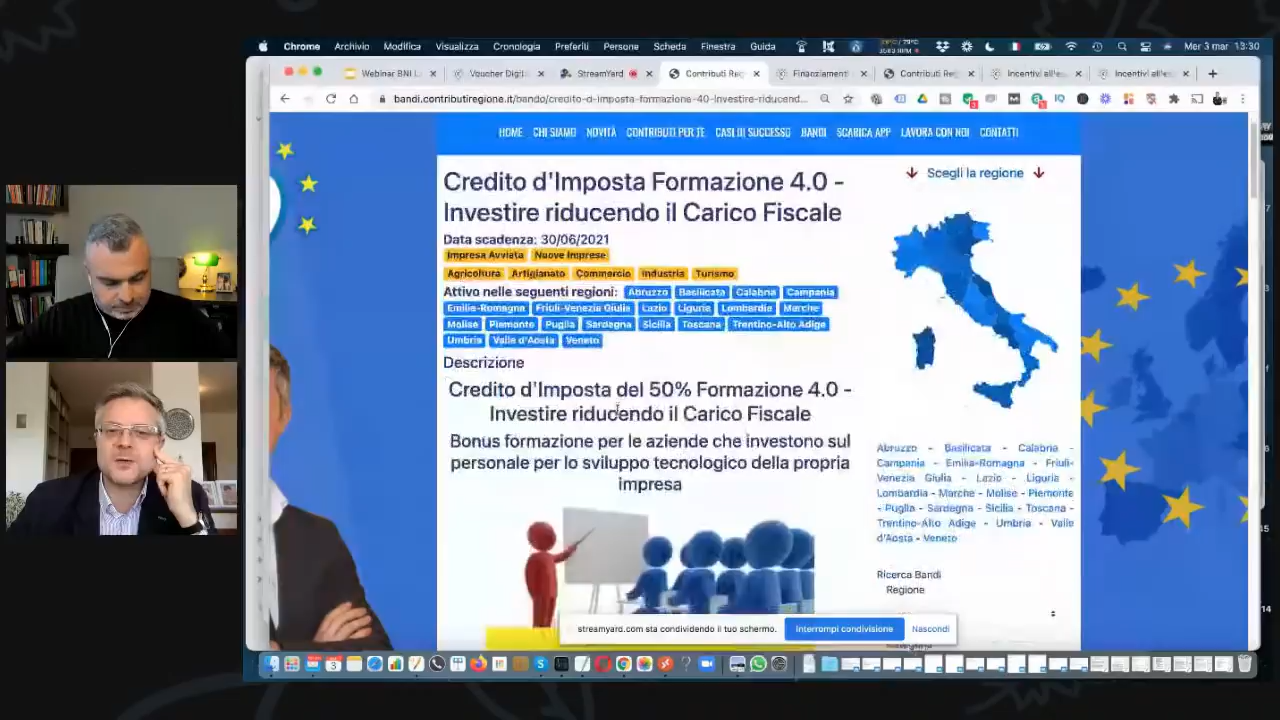 Chrome Archivio Modifica Visualizza Cronologia Preferiti Persone Scheda Finestra Guida Mer 3 mar 13:30
Webinar BNI L Voucher Digi StreamYard Contributi Re Finanziament Contributi Reg Incentivi all'e Incentivi all'e
bandi.contributiregione.it/bando/credito-d-imposta-formazione-40-investire-riducend...
HOME CHI SIAMO NOVITÀ CONTRIBUTI PER TE CASI DI SUCCESSO BANDI SCARICA APP LAVORA CON NOI CONTATTI
Credito d'Imposta Formazione 4.0 -
Investire riducendo il Carico Fiscale
Data scadenza: 30/06/2021
Impresa Avviata Nuove Imprese
Agricoltura Artigianato Commercio Industria Turismo
Attivo nelle seguenti regioni: Abruzzo Basilicata Calabria Campania
Emilia-Romagna Friuli-Venezia Giulia Lazio Liguria Lombardia Marche
Molise Piemonte Puglia Sardegna Sicilia Toscana Trentino-Alto Adige
Umbria Valle d'Aosta Veneto
Descrizione
Credito d'Imposta del 50% Formazione 4.0 -
Investire riducendo il Carico Fiscale
Bonus formazione per le aziende che investono sul
personale per lo sviluppo tecnologico della propria
impresa
Scegli la regione
Abruzzo - Basilicata - Calabria -
Campania - Emilia-Romagna - Friuli-
Venezia Giulia - Lazio - Liguria -
Lombardia - Marche - Molise - Piemonte
- Puglia - Sardegna - Sicilia - Toscana -
Trentino-Alto Adige - Umbria - Valle
d'Aosta - Veneto
Ricerca Bandi
Regione
streamyard.com sta condividendo il tuo schermo. Interrompi condivisione Nascondi